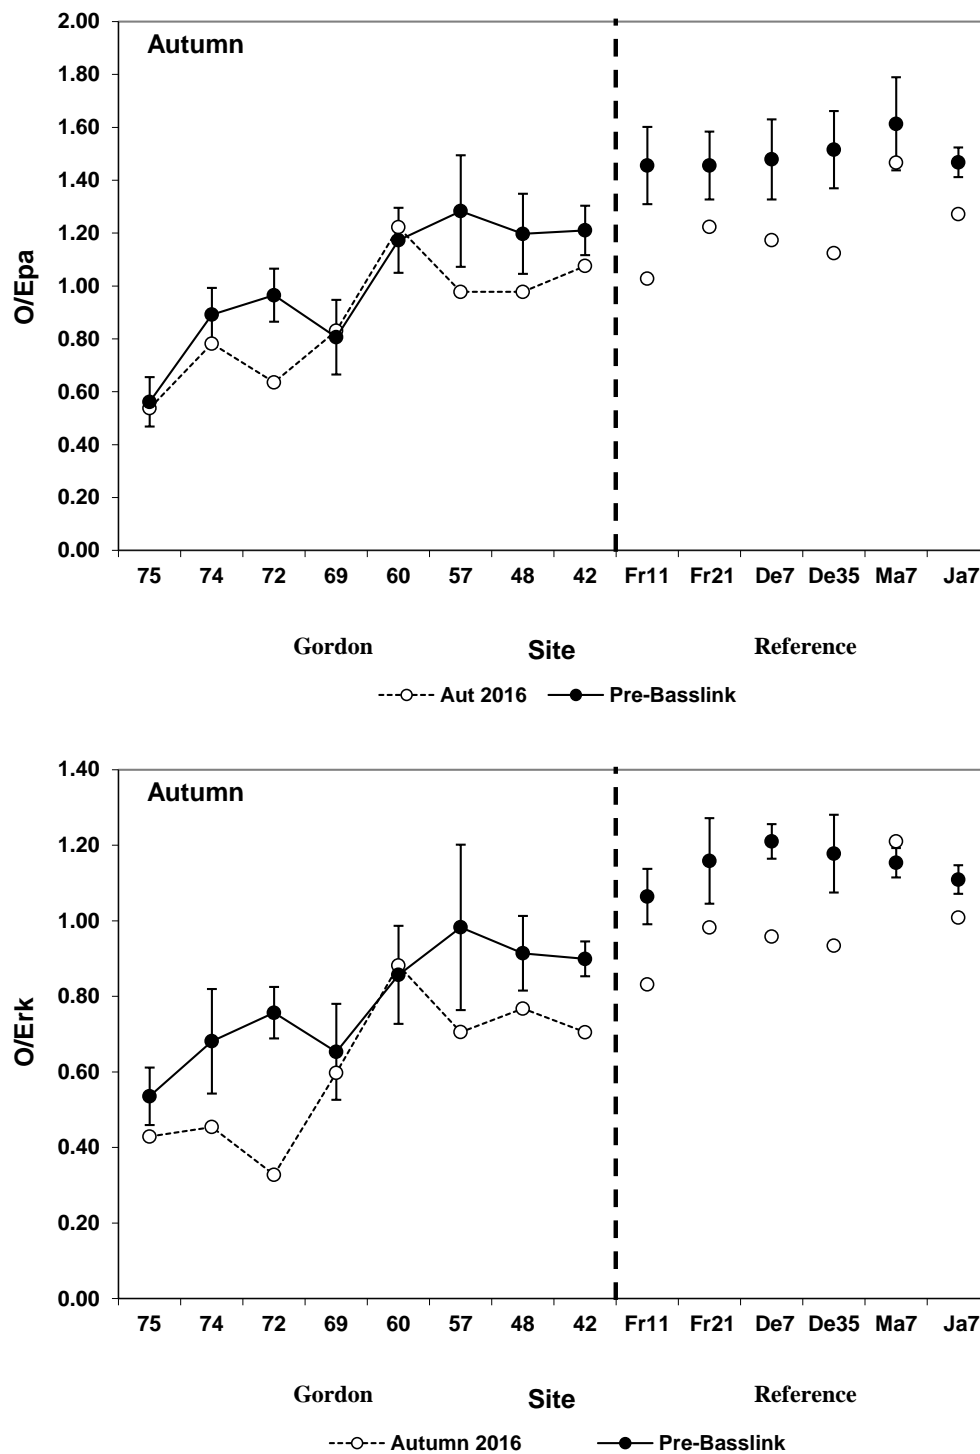 2.00
Autumn
1.80
1.60
1.40
1.20
1.00
0.80
0.60
0.40
0.20
0.00
O/Epa
75 74 72 69 60 57 48 42 Fr11 Fr21 De7 De35 Ma7 Ja7
Gordon Site Reference
Aut 2016 Pre-Basslink
1.40
Autumn
1.20
1.00
0.80
0.60
0.40
0.20
0.00
O/Erk
75 74 72 69 60 57 48 42 Fr11 Fr21 De7 De35 Ma7 Ja7
Gordon Site Reference
Autumn 2016 Pre-Basslink